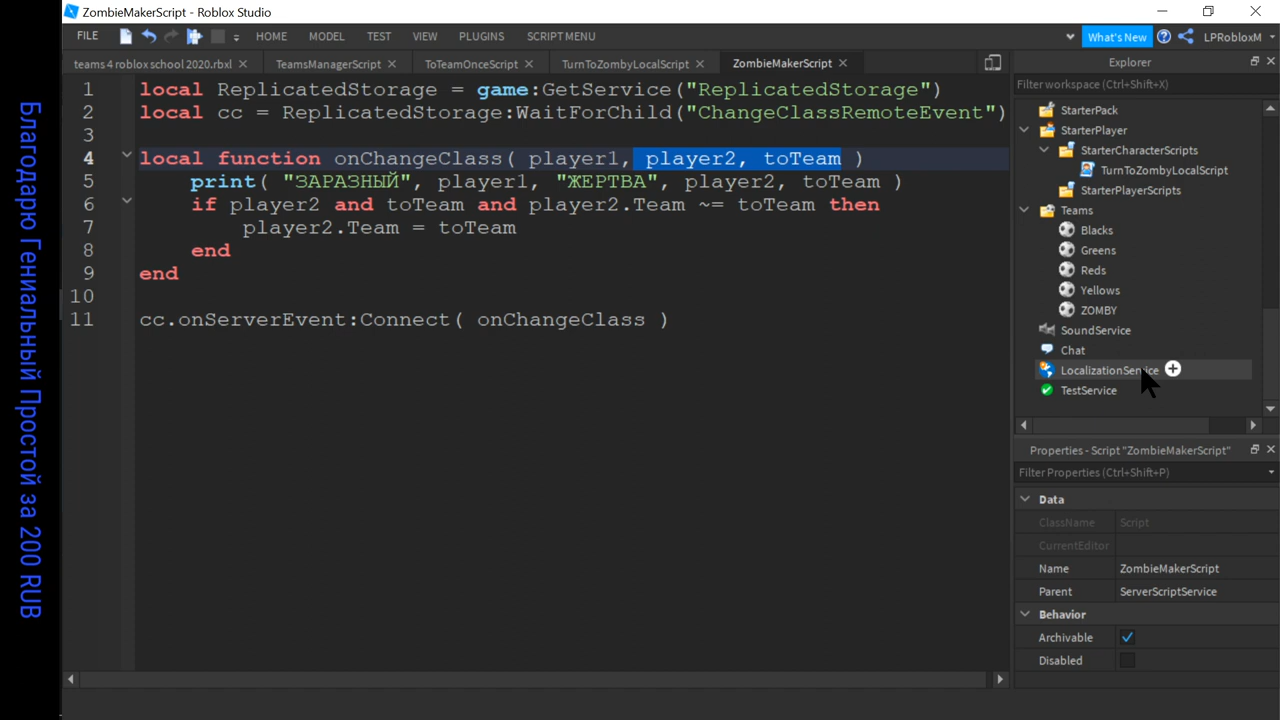 ZombieMakerScript - Roblox Studio
FILE HOME MODEL TEST VIEW PLUGINS SCRIPT MENU What's New LPRobloxM
teams 4 roblox school 2020.rbxl TeamsManagerScript ToTeamOnceScript TurnToZombyLocalScript ZombieMakerScript
1 local ReplicatedStorage = game:GetService("ReplicatedStorage")
2 local cc = ReplicatedStorage:WaitForChild("ChangeClassRemoteEvent")
3
4 local function onChangeClass( player1, player2, toTeam )
5 print( "ЗАРАЗНЫЙ", player1, "ЖЕРТВА", player2, toTeam )
6 if player2 and toTeam and player2.Team ~= toTeam then
7 player2.Team = toTeam
8 end
9 end
10
11 cc.onServerEvent:Connect( onChangeClass )
Explorer
Filter workspace (Ctrl+Shift+X)
StarterPack
StarterPlayer
StarterCharacterScripts
TurnToZombyLocalScript
StarterPlayerScripts
Teams
Blacks
Greens
Reds
Yellows
ZOMBY
SoundService
Chat
LocalizationService
TestService
Properties - Script "ZombieMakerScript"
Filter Properties (Ctrl+Shift+P)
Data
ClassName Script
CurrentEditor
Name ZombieMakerScript
Parent ServerScriptService
Behavior
Archivable
Disabled
Благодарю Гениальный Простой за 200 RUB